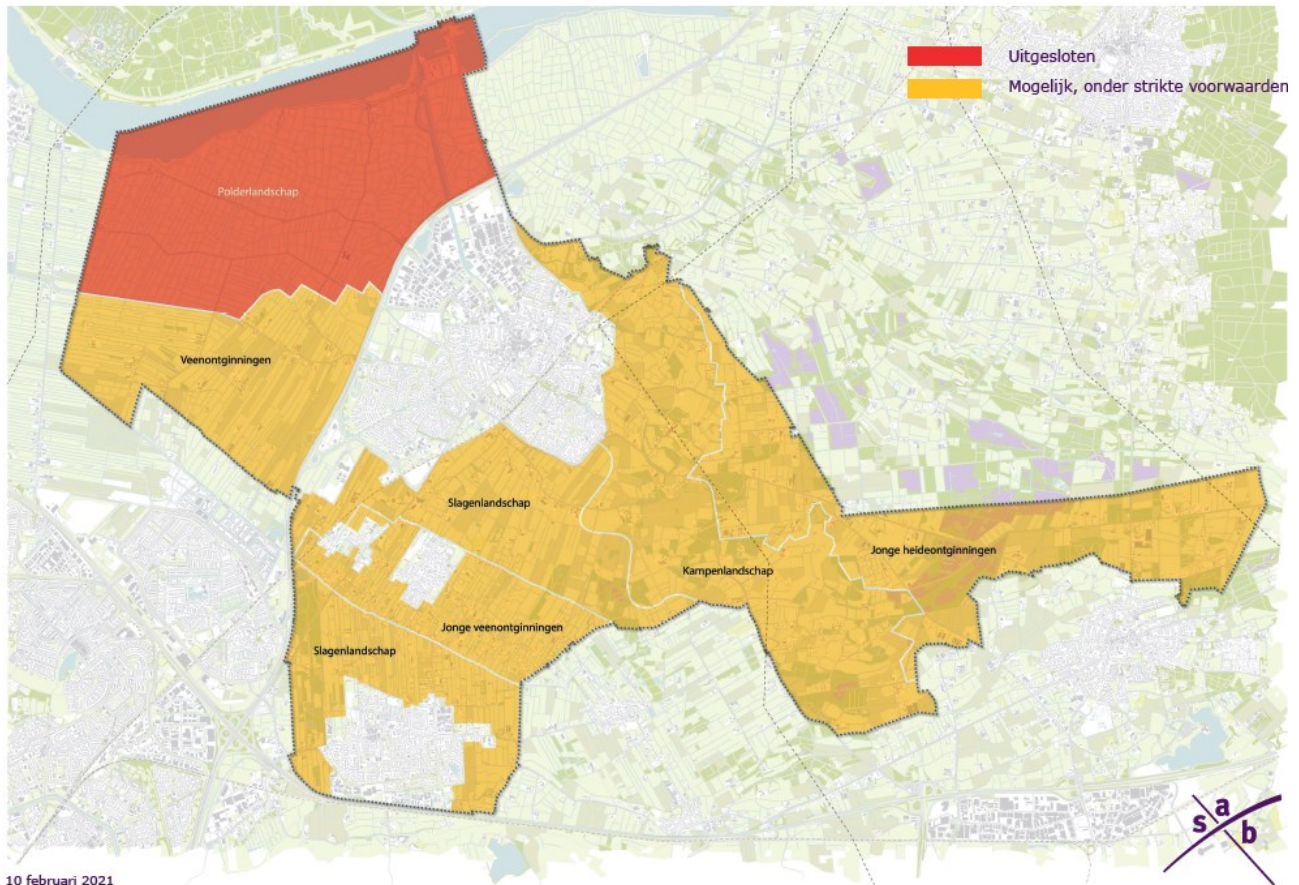 Uitgesloten
Mogelijk, onder strikte voorwaarden
Polderlandschap
Veenontginningen
Slagenlandschap
Jonge heideontginningen
Kampenlandschap
Jonge veenontginningen
Slagenlandschap
s a b
10 februari 2021